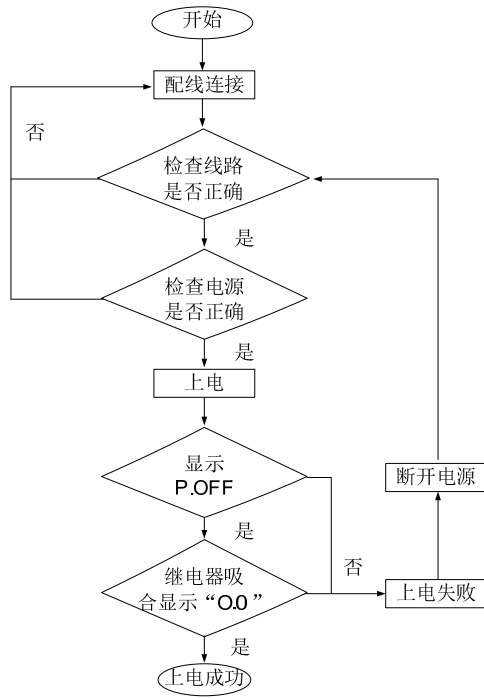 开始
配线连接
否
检查线路
是否正确
是
检查电源
是否正确
是
上电
显示
P.OFF
断开电源
是
继电器吸
合显示“O.0”
否
上电失败
是
上电成功